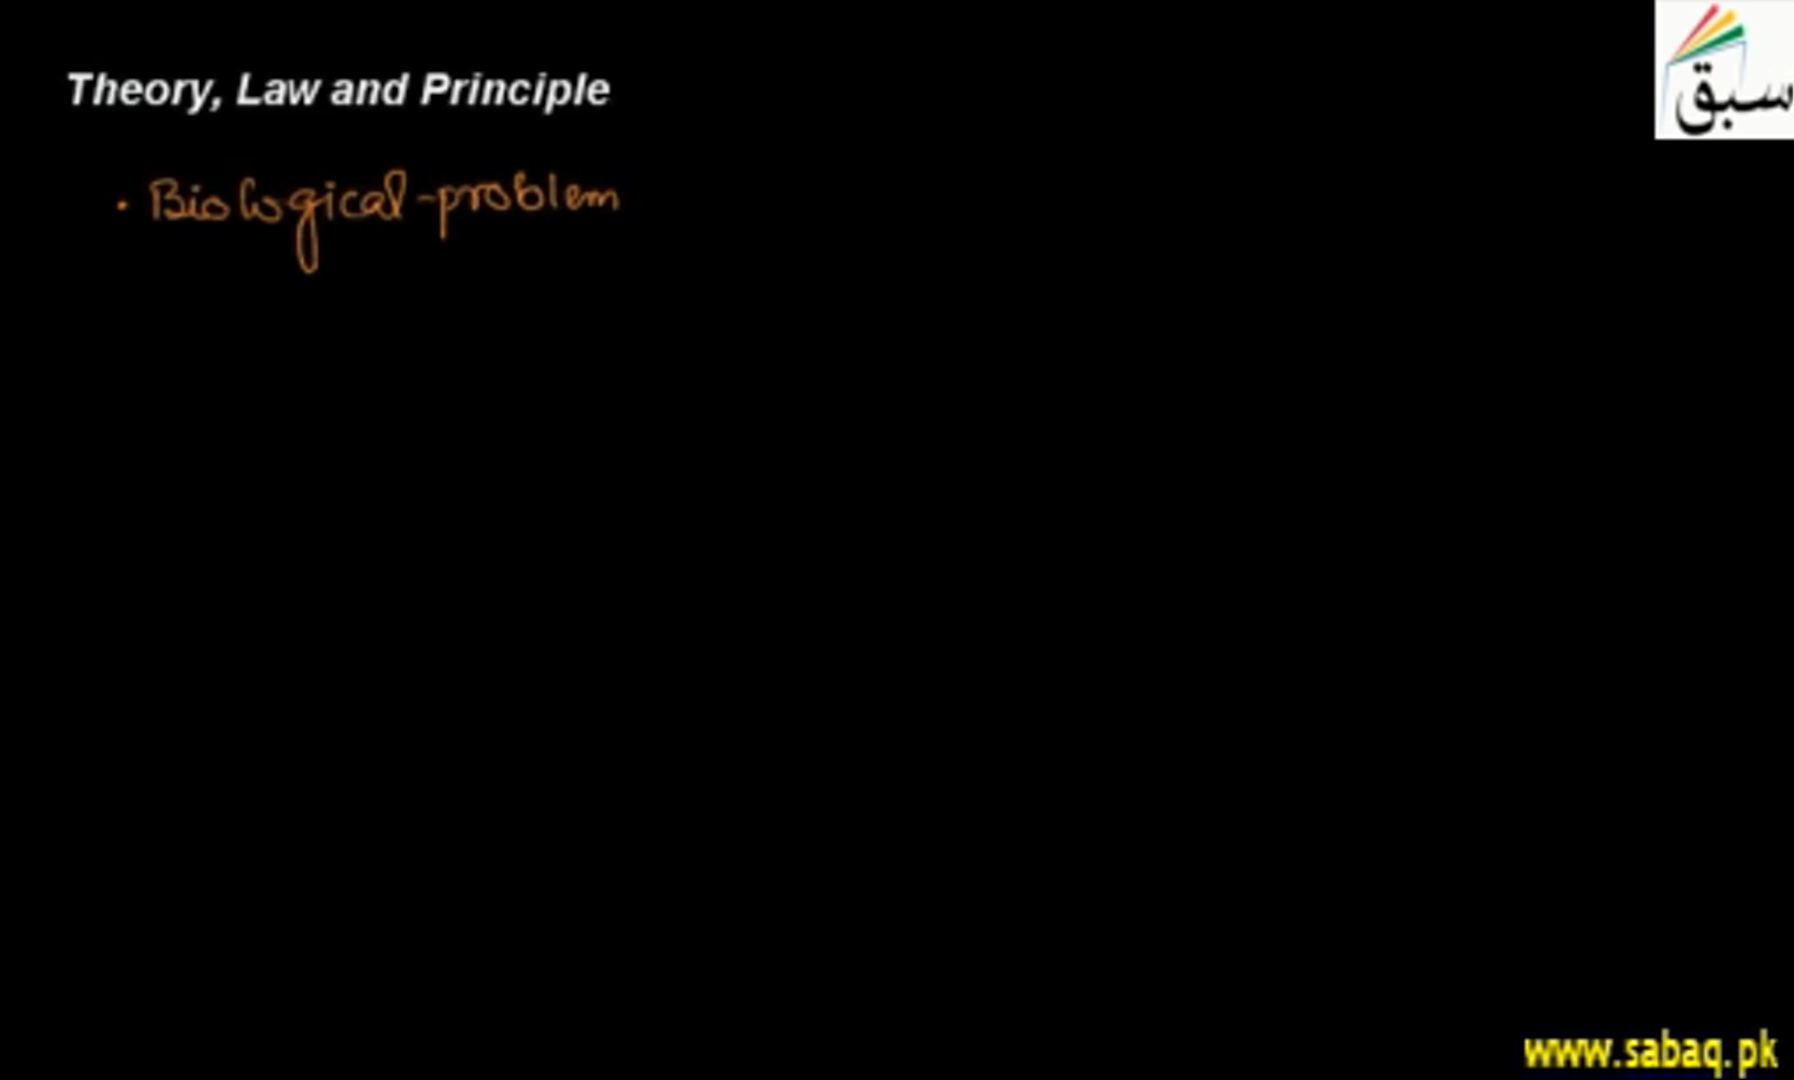 Theory, Law and Principle
سبق
. Biological-problem
www.sabaq.pk